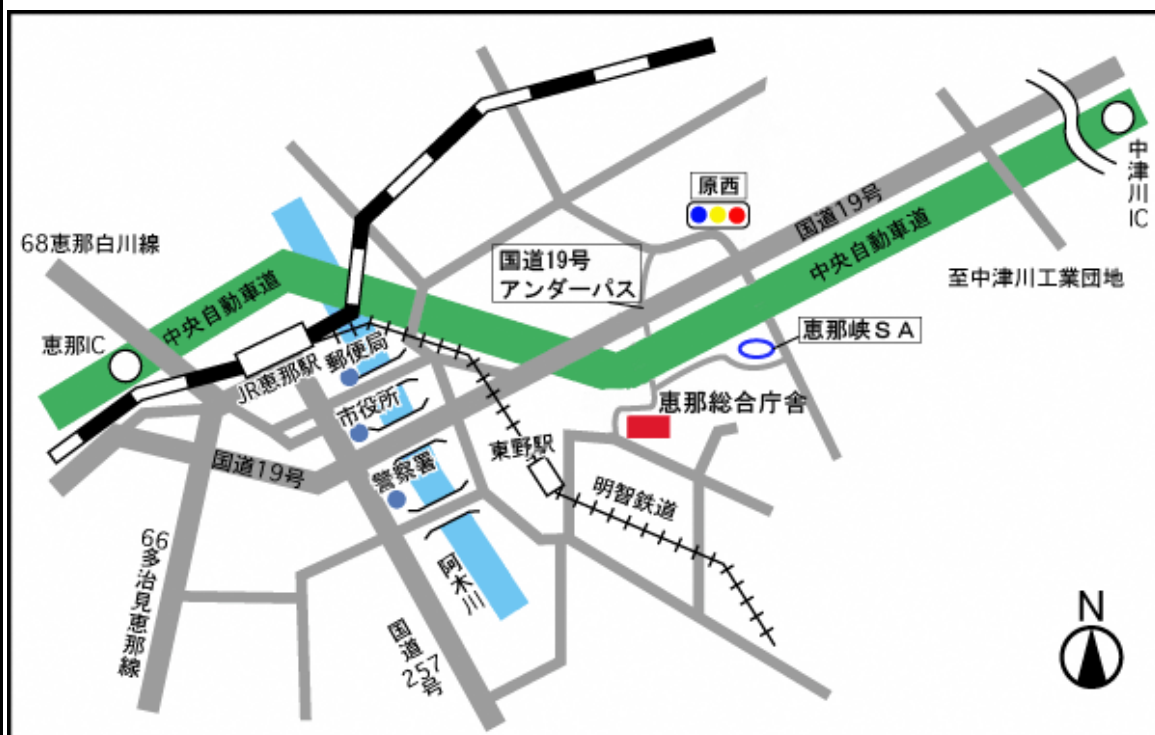 原西
国道19号
中津川IC
68恵那白川線
国道19号
アンダーパス
中央自動車道
至中津川工業団地
中央自動車道
恵那IC
恵那峡SA
JR恵那駅
郵便局
市役所
恵那総合庁舎
国道19号
警察署
東野駅
明智鉄道
66多治見恵那線
阿木川
国道257号
N